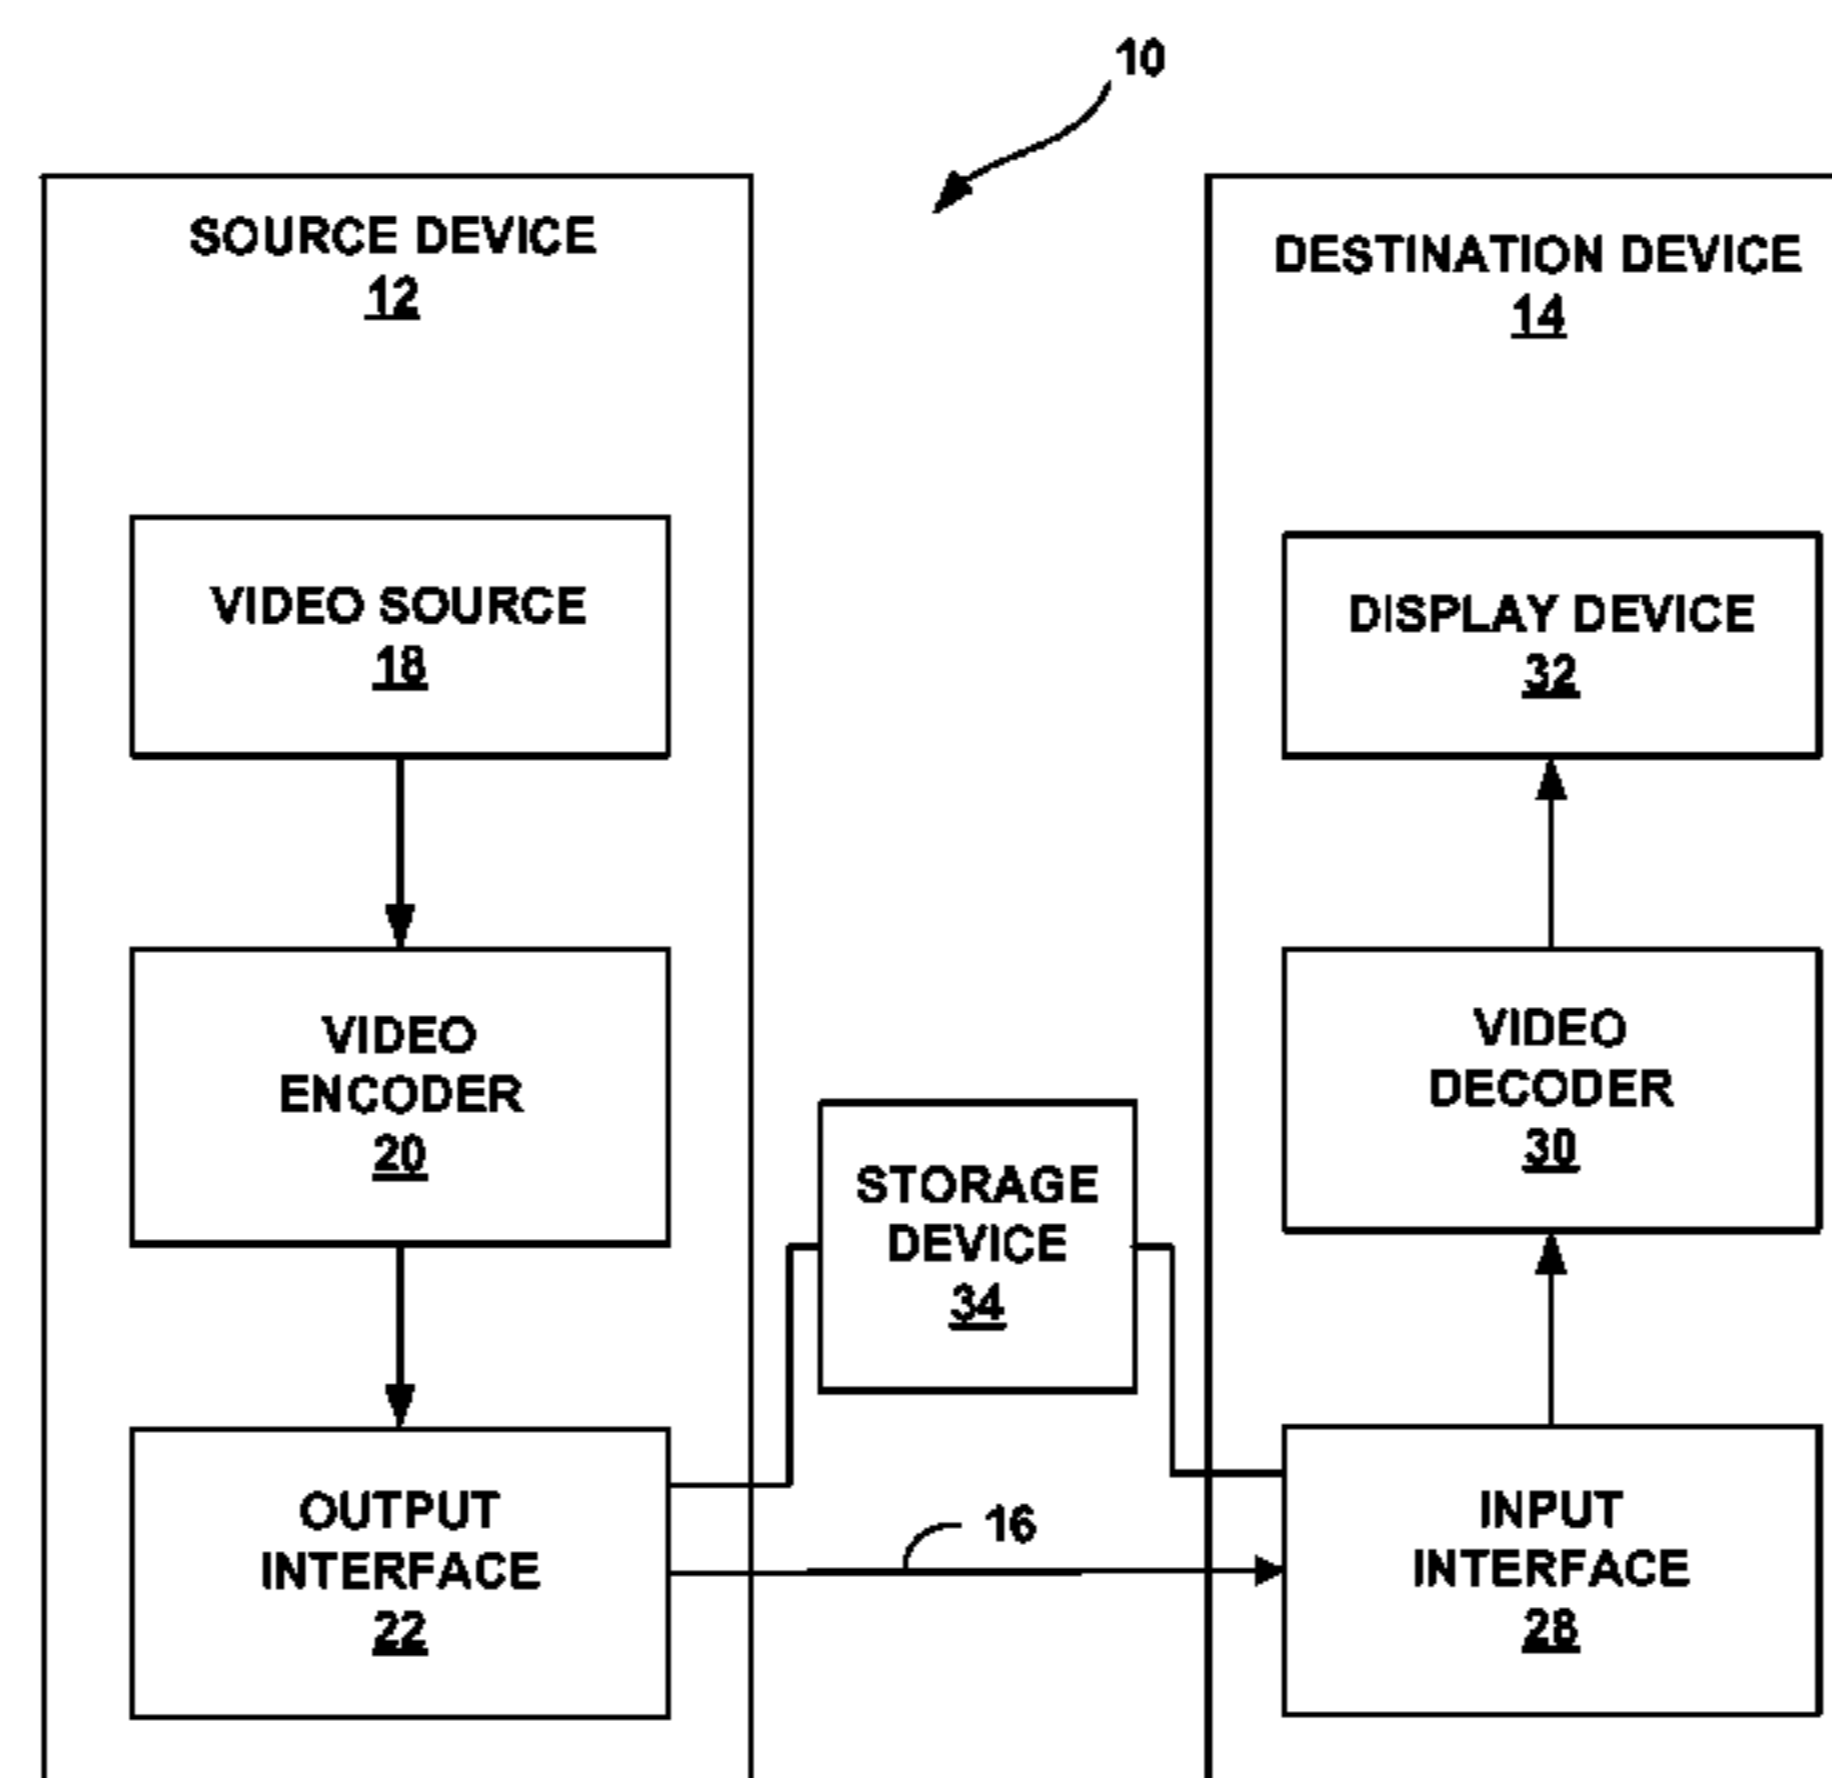 10
SOURCE DEVICE
12
VIDEO SOURCE
18
VIDEO
ENCODER
20
OUTPUT
INTERFACE
22
STORAGE
DEVICE
34
16
DESTINATION DEVICE
14
DISPLAY DEVICE
32
VIDEO
DECODER
30
INPUT
INTERFACE
28